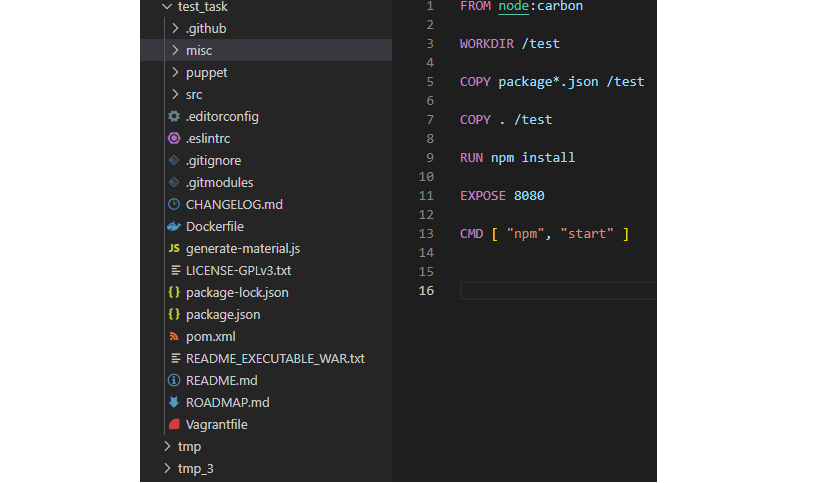 test_task
.github
misc
puppet
src
.editorconfig
.eslintrc
.gitignore
.gitmodules
CHANGELOG.md
Dockerfile
JS generate-material.js
LICENSE-GPLv3.txt
{} package-lock.json
{} package.json
pom.xml
README_EXECUTABLE_WAR.txt
README.md
ROADMAP.md
Vagrantfile
tmp
tmp_3
1 FROM node:carbon
2
3 WORKDIR /test
4
5 COPY package*.json /test
6
7 COPY . /test
8
9 RUN npm install
10
11 EXPOSE 8080
12
13 CMD [ "npm", "start" ]
14
15
16